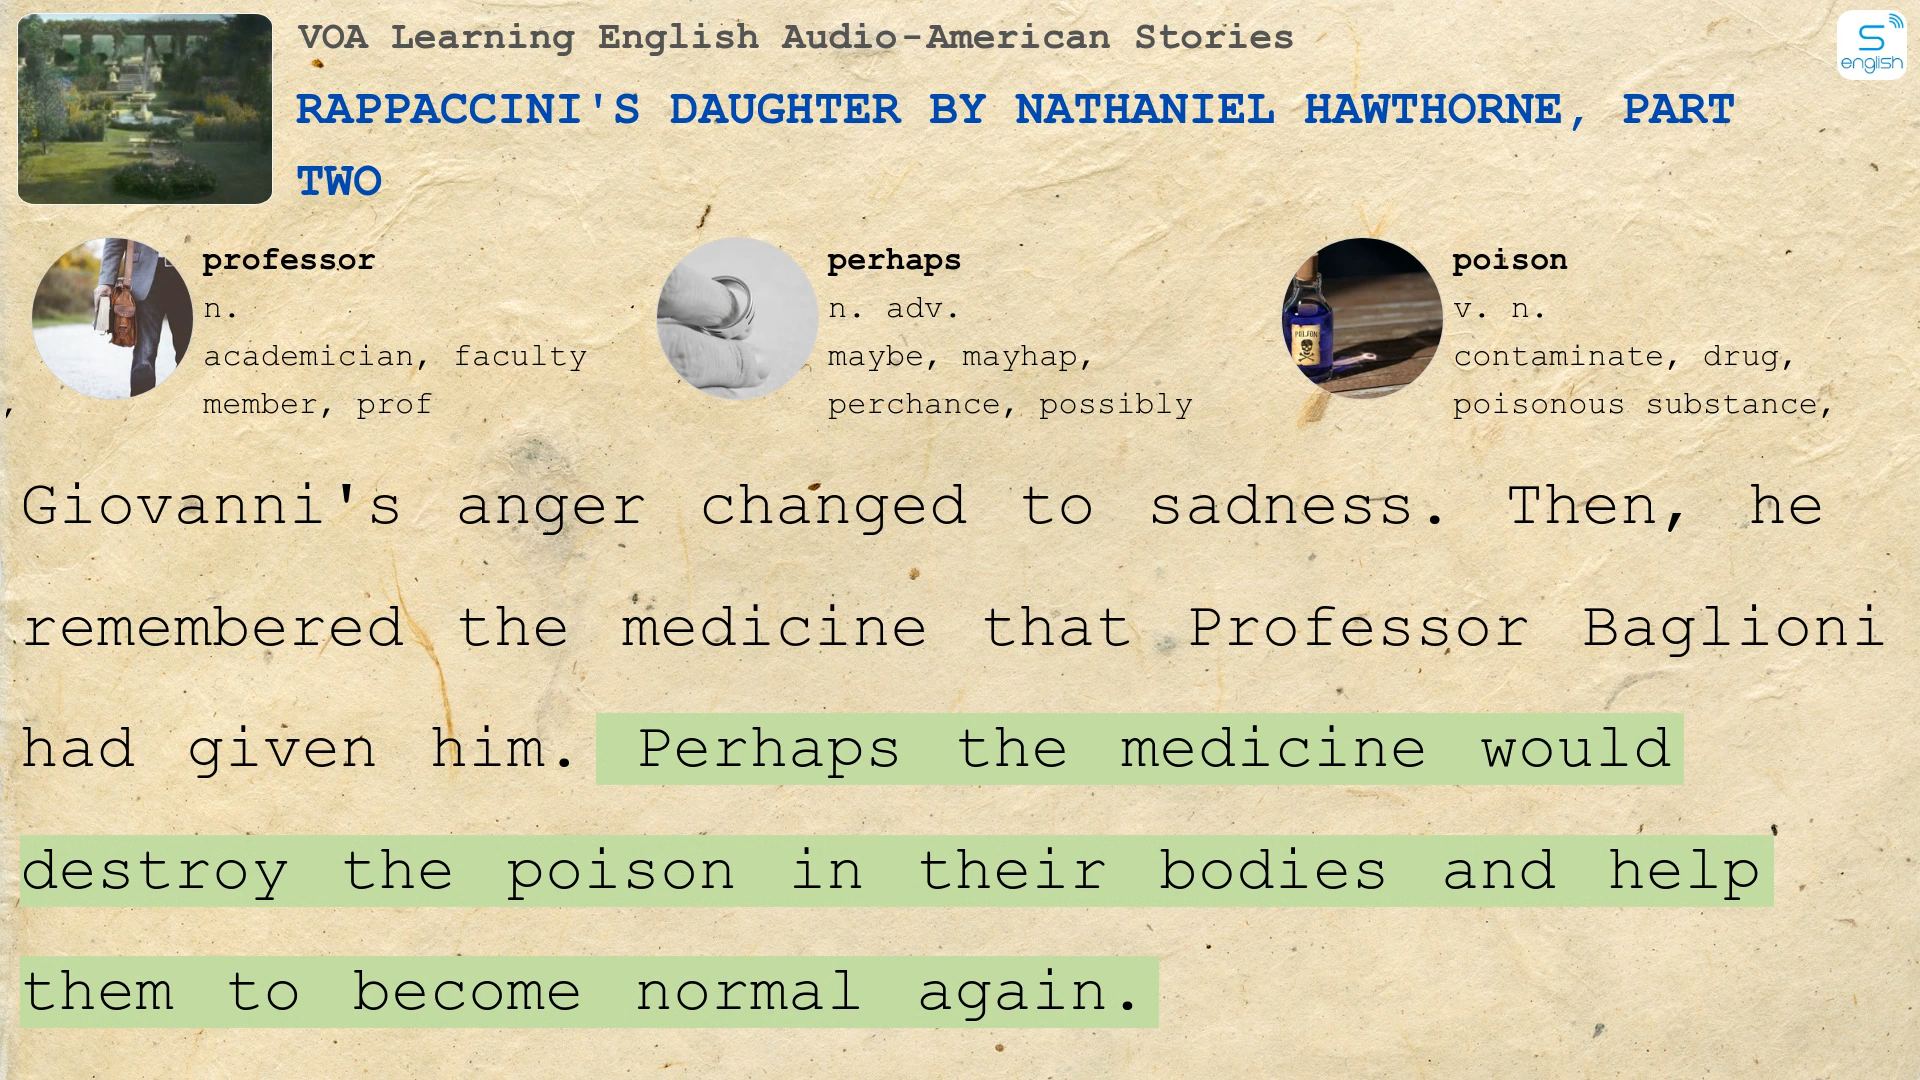 VOA Learning English Audio-American Stories
S
english
RAPPACCINI'S DAUGHTER BY NATHANIEL HAWTHORNE, PART
TWO
professor
n.
academician, faculty
member, prof
perhaps
n. adv.
maybe, mayhap,
perchance, possibly
POISON
poison
v. n.
contaminate, drug,
poisonous substance,
,
Giovanni's anger changed to sadness. Then, he
remembered the medicine that Professor Baglioni
had given him. Perhaps the medicine would
destroy the poison in their bodies and help
them to become normal again.